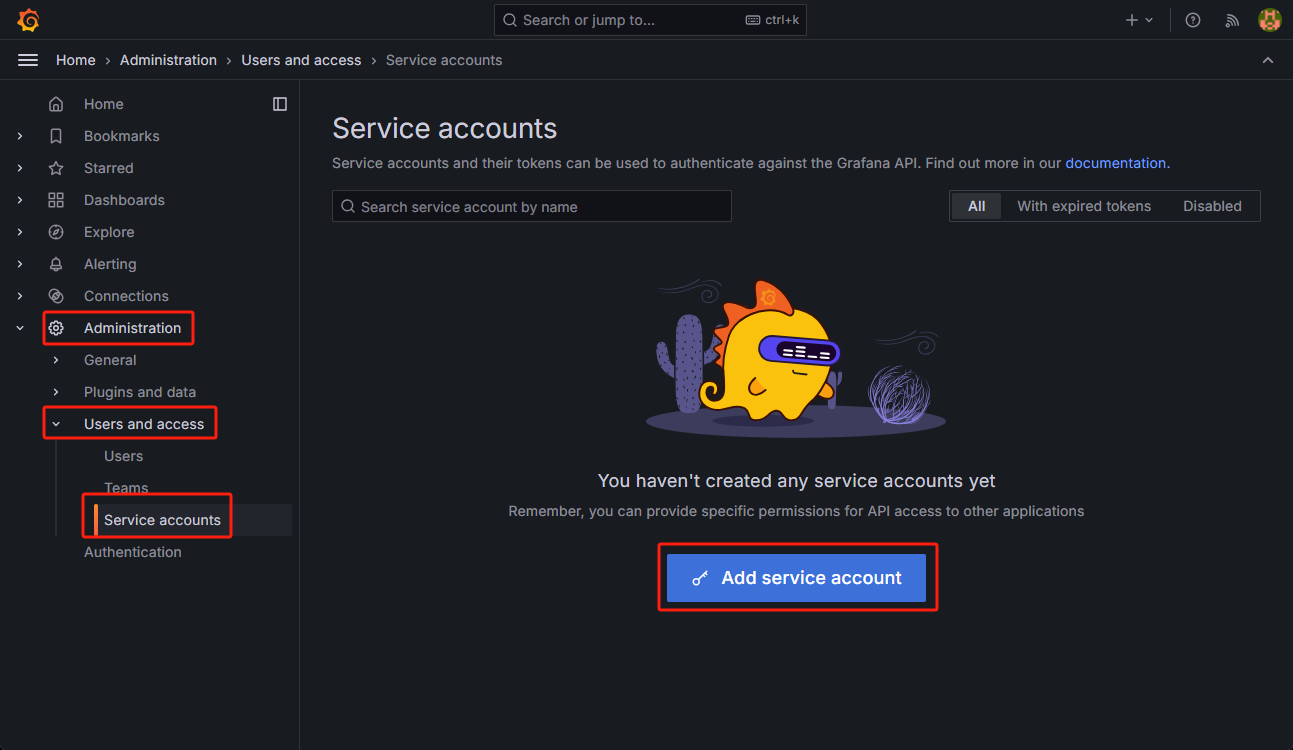 Search or jump to... ctrl+k
Home › Administration › Users and access › Service accounts
Home
Bookmarks
Starred
Dashboards
Explore
Alerting
Connections
Administration
General
Plugins and data
Users and access
Users
Teams
Service accounts
Authentication
Service accounts
Service accounts and their tokens can be used to authenticate against the Grafana API. Find out more in our documentation.
Search service account by name
All With expired tokens Disabled
You haven't created any service accounts yet
Remember, you can provide specific permissions for API access to other applications
Add service account